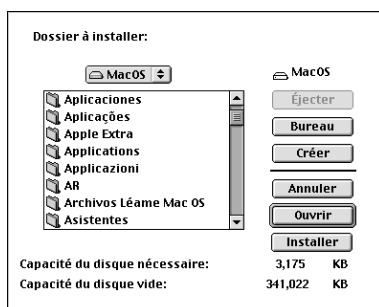 Dossier à installer:
MacOS
MacOS
Aplicaciones
Aplicações
Apple Extra
Applications
Applicazioni
AR
Archivos Léame Mac OS
Asistentes
Éjecter
Bureau
Créer
Annuler
Ouvrir
Installer
Capacité du disque nécessaire: 3,175 KB
Capacité du disque vide: 341,022 KB